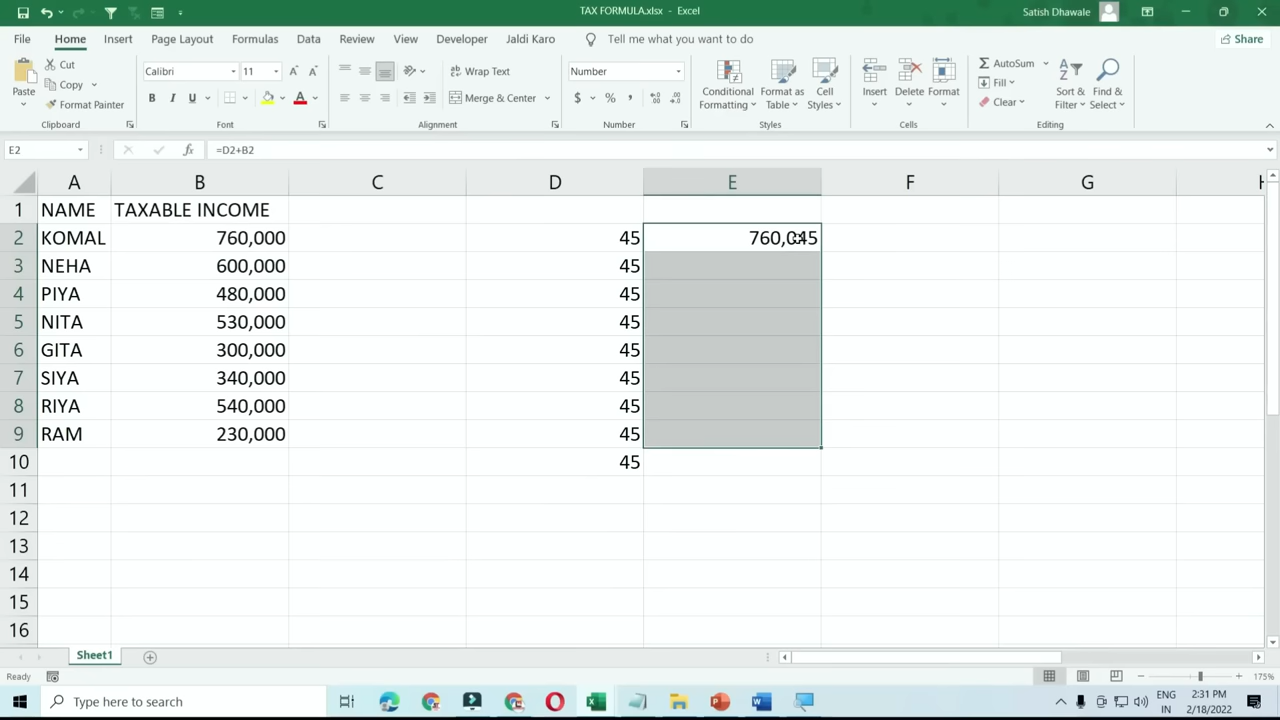 TAX FORMULA.xlsx - Excel
Satish Dhawale
File Home Insert Page Layout Formulas Data Review View Developer Jaldi Karo Tell me what you want to do Share
Paste
Cut
Copy
Format Painter
Clipboard
Calibri 11
B I U A
Font
Wrap Text
Merge & Center
Alignment
Number
$ % ,
Number
Conditional Formatting
Format as Table
Cell Styles
Styles
Insert
Delete
Format
Cells
AutoSum
Fill
Clear
Sort & Filter
Find & Select
Editing
E2 fx =D2+B2
A B C D E F G H
1 NAME TAXABLE INCOME
2 KOMAL 760,000 45 760,045
3 NEHA 600,000 45
4 PIYA 480,000 45
5 NITA 530,000 45
6 GITA 300,000 45
7 SIYA 340,000 45
8 RIYA 540,000 45
9 RAM 230,000 45
10 45
11
12
13
14
15
16
Sheet1
Ready 175%
Type here to search
ENG IN
2:31 PM
2/18/2022